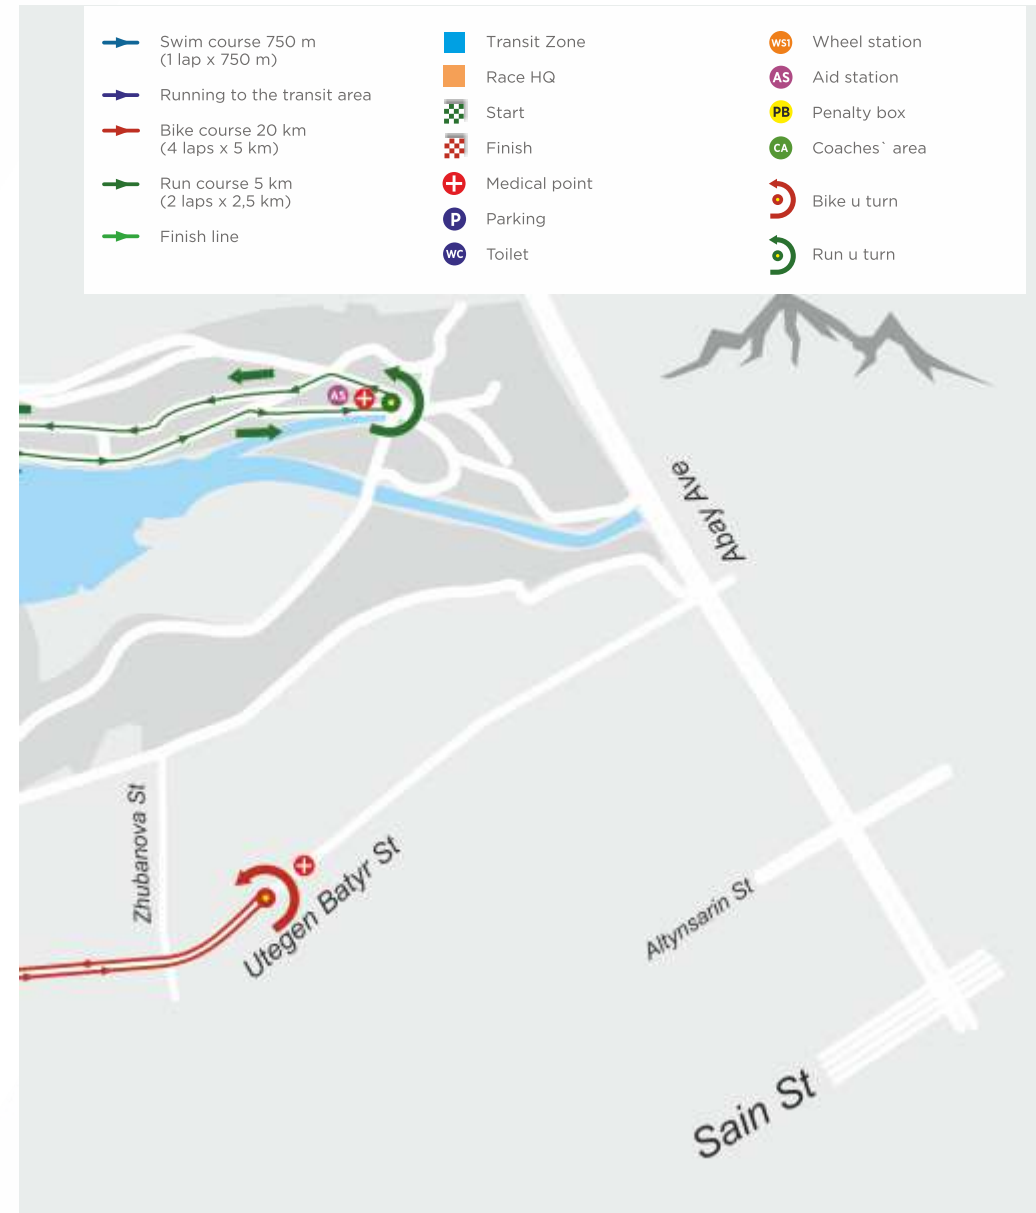 Swim course 750 m
(1 lap x 750 m)
Running to the transit area
Bike course 20 km
(4 laps x 5 km)
Run course 5 km
(2 laps x 2,5 km)
Finish line
Transit Zone
Race HQ
Start
Finish
Medical point
P
Parking
WC
Toilet
WS1
Wheel station
AS
Aid station
PB
Penalty box
CA
Coaches` area
Bike u turn
Run u turn
AS
Abay Ave
Zhubanova St
Utegen Batyr St
Altynsarin St
Sain St